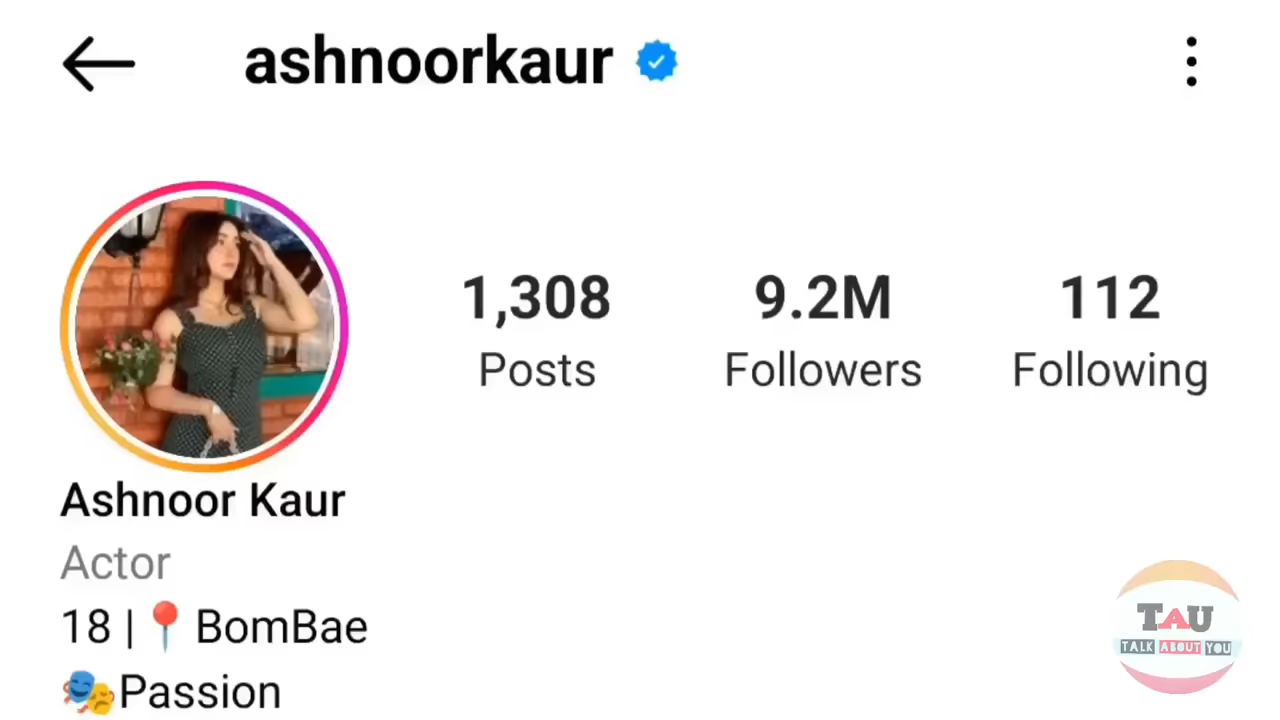 ashnoorkaur
1,308 9.2M 112
Posts Followers Following
Ashnoor Kaur
Actor
18 |📍BomBae
🎭Passion
TAU
TALK ABOUT YOU